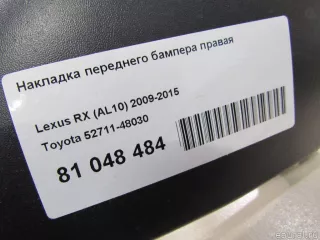 Накладка переднего бампера правая
Lexus RX (AL10) 2009-2015
Toyota 52711-48030
81 048 484